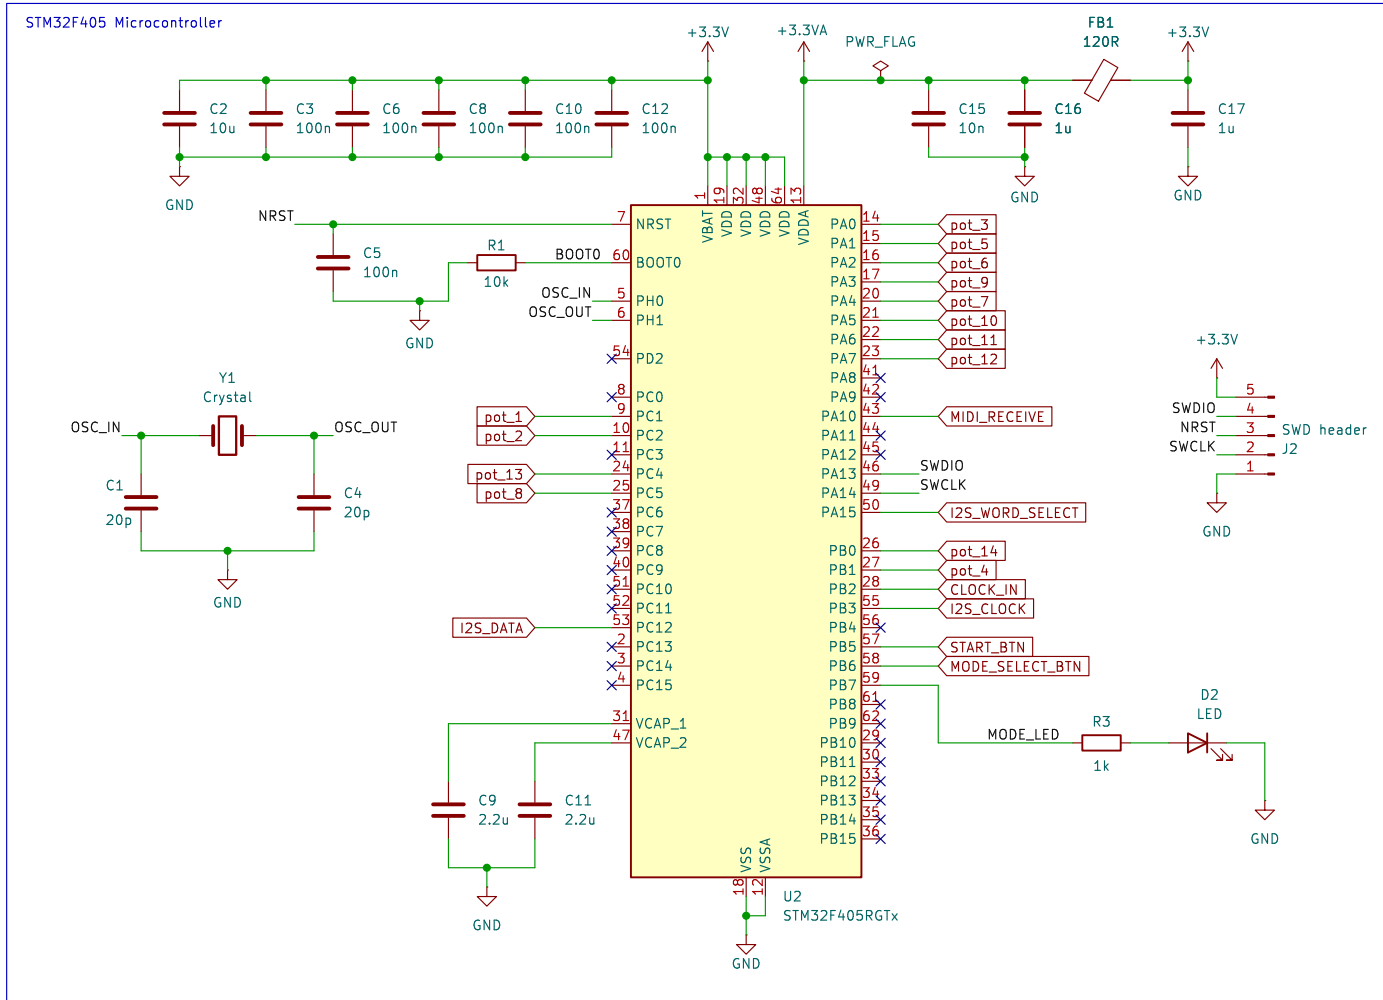 STM32F405 Microcontroller
+3.3V
+3.3VA
PWR_FLAG
FB1
120R
+3.3V
C2
10u
C3
100n
C6
100n
C8
100n
C10
100n
C12
100n
C15
10n
C16
1u
C17
1u
GND
GND
GND
1
19
32
48
64
13
VBAT
VDD
VDD
VDD
VDD
VDDA
NRST
7
NRST
C5
100n
R1
10k
BOOT0
60
BOOT0
OSC_IN
5
PH0
OSC_OUT
6
PH1
GND
54
PD2
8
PC0
pot_1
9
PC1
pot_2
10
PC2
11
PC3
pot_13
24
PC4
pot_8
25
PC5
37
PC6
38
PC7
39
PC8
40
PC9
51
PC10
52
PC11
I2S_DATA
53
PC12
2
PC13
3
PC14
4
PC15
31
VCAP_1
47
VCAP_2
C9
2.2u
C11
2.2u
GND
Y1
Crystal
OSC_IN
OSC_OUT
C1
20p
C4
20p
GND
PA0
14
pot_3
PA1
15
pot_5
PA2
16
pot_6
PA3
17
pot_9
PA4
20
pot_7
PA5
21
pot_10
PA6
22
pot_11
PA7
23
pot_12
PA8
41
PA9
42
PA10
43
MIDI_RECEIVE
PA11
44
PA12
45
PA13
46
SWDIO
PA14
49
SWCLK
PA15
50
I2S_WORD_SELECT
PB0
26
pot_14
PB1
27
pot_4
PB2
28
CLOCK_IN
PB3
55
I2S_CLOCK
PB4
56
PB5
57
START_BTN
PB6
58
MODE_SELECT_BTN
PB7
59
PB8
61
PB9
62
PB10
29
PB11
30
PB12
33
PB13
34
PB14
35
PB15
36
MODE_LED
R3
1k
D2
LED
GND
+3.3V
5
SWDIO
4
NRST
3
SWCLK
2
1
SWD header
J2
GND
VSS
VSSA
18
12
U2
STM32F405RGTx
GND